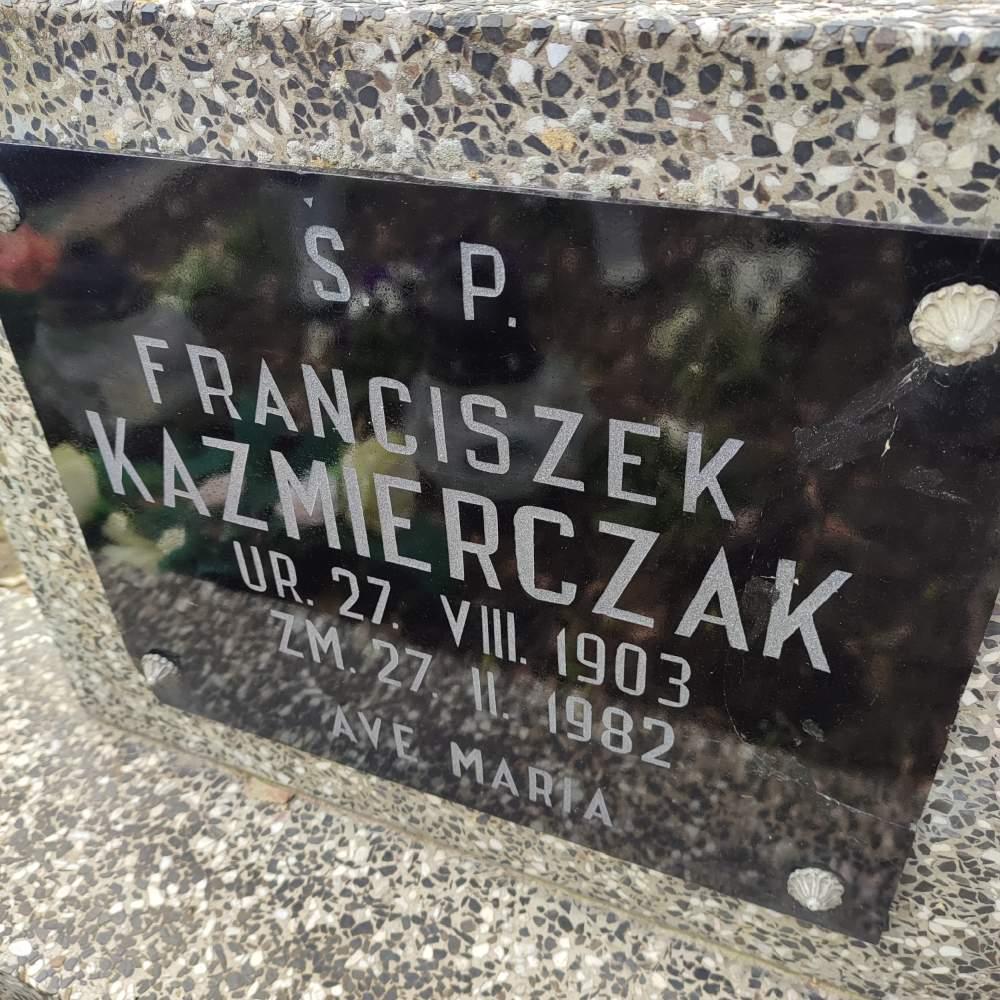 Ś. P.
FRANCISZEK
KAZMIERCZAK
UR. 27. VIII. 1903
ZM. 27. II. 1982
AVE MARIA